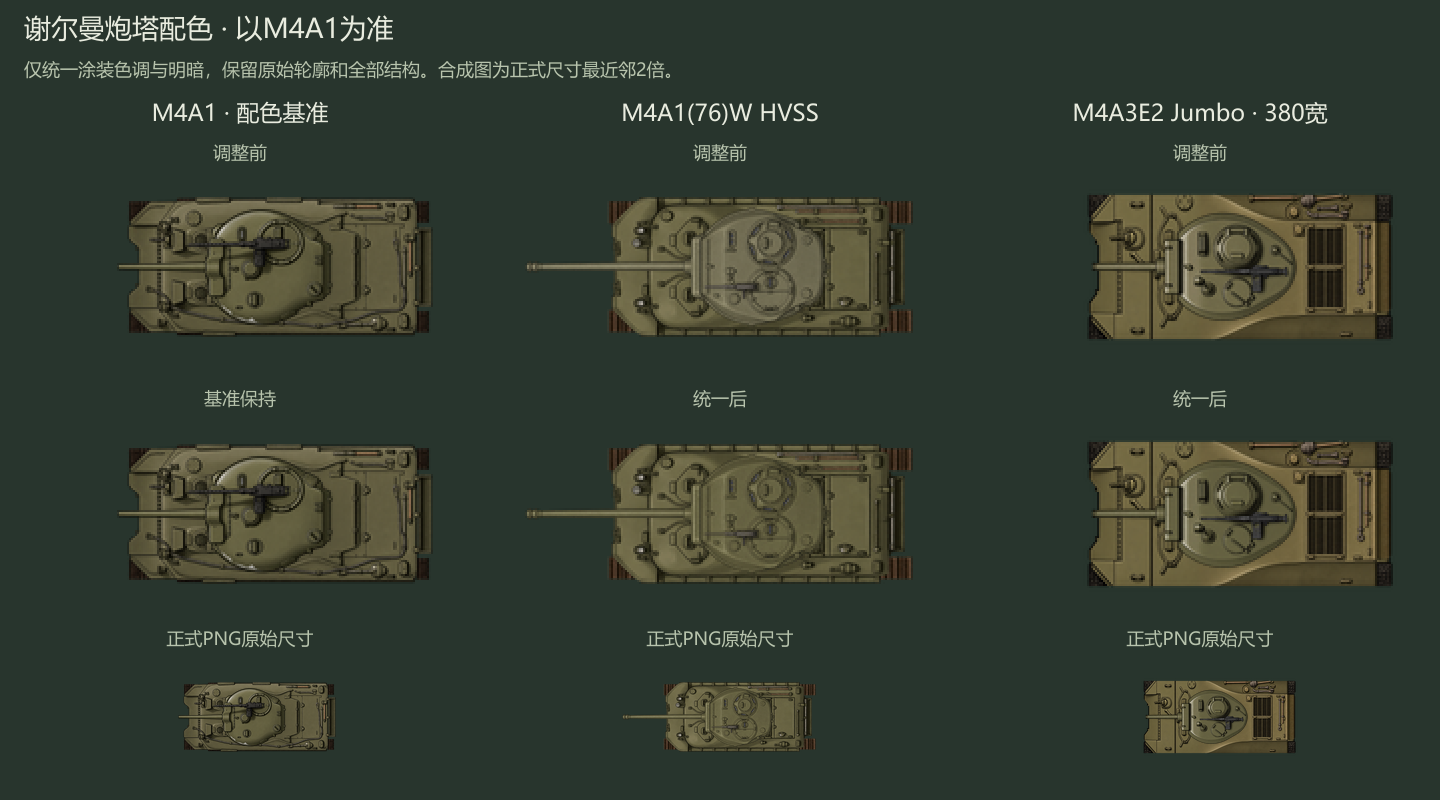 谢尔曼炮塔配色 · 以M4A1为准
仅统一涂装色调与明暗，保留原始轮廓和全部结构。合成图为正式尺寸最近邻2倍。
M4A1 · 配色基准
M4A1(76)W HVSS
M4A3E2 Jumbo · 380宽
调整前
调整前
调整前
基准保持
统一后
统一后
正式PNG原始尺寸
正式PNG原始尺寸
正式PNG原始尺寸